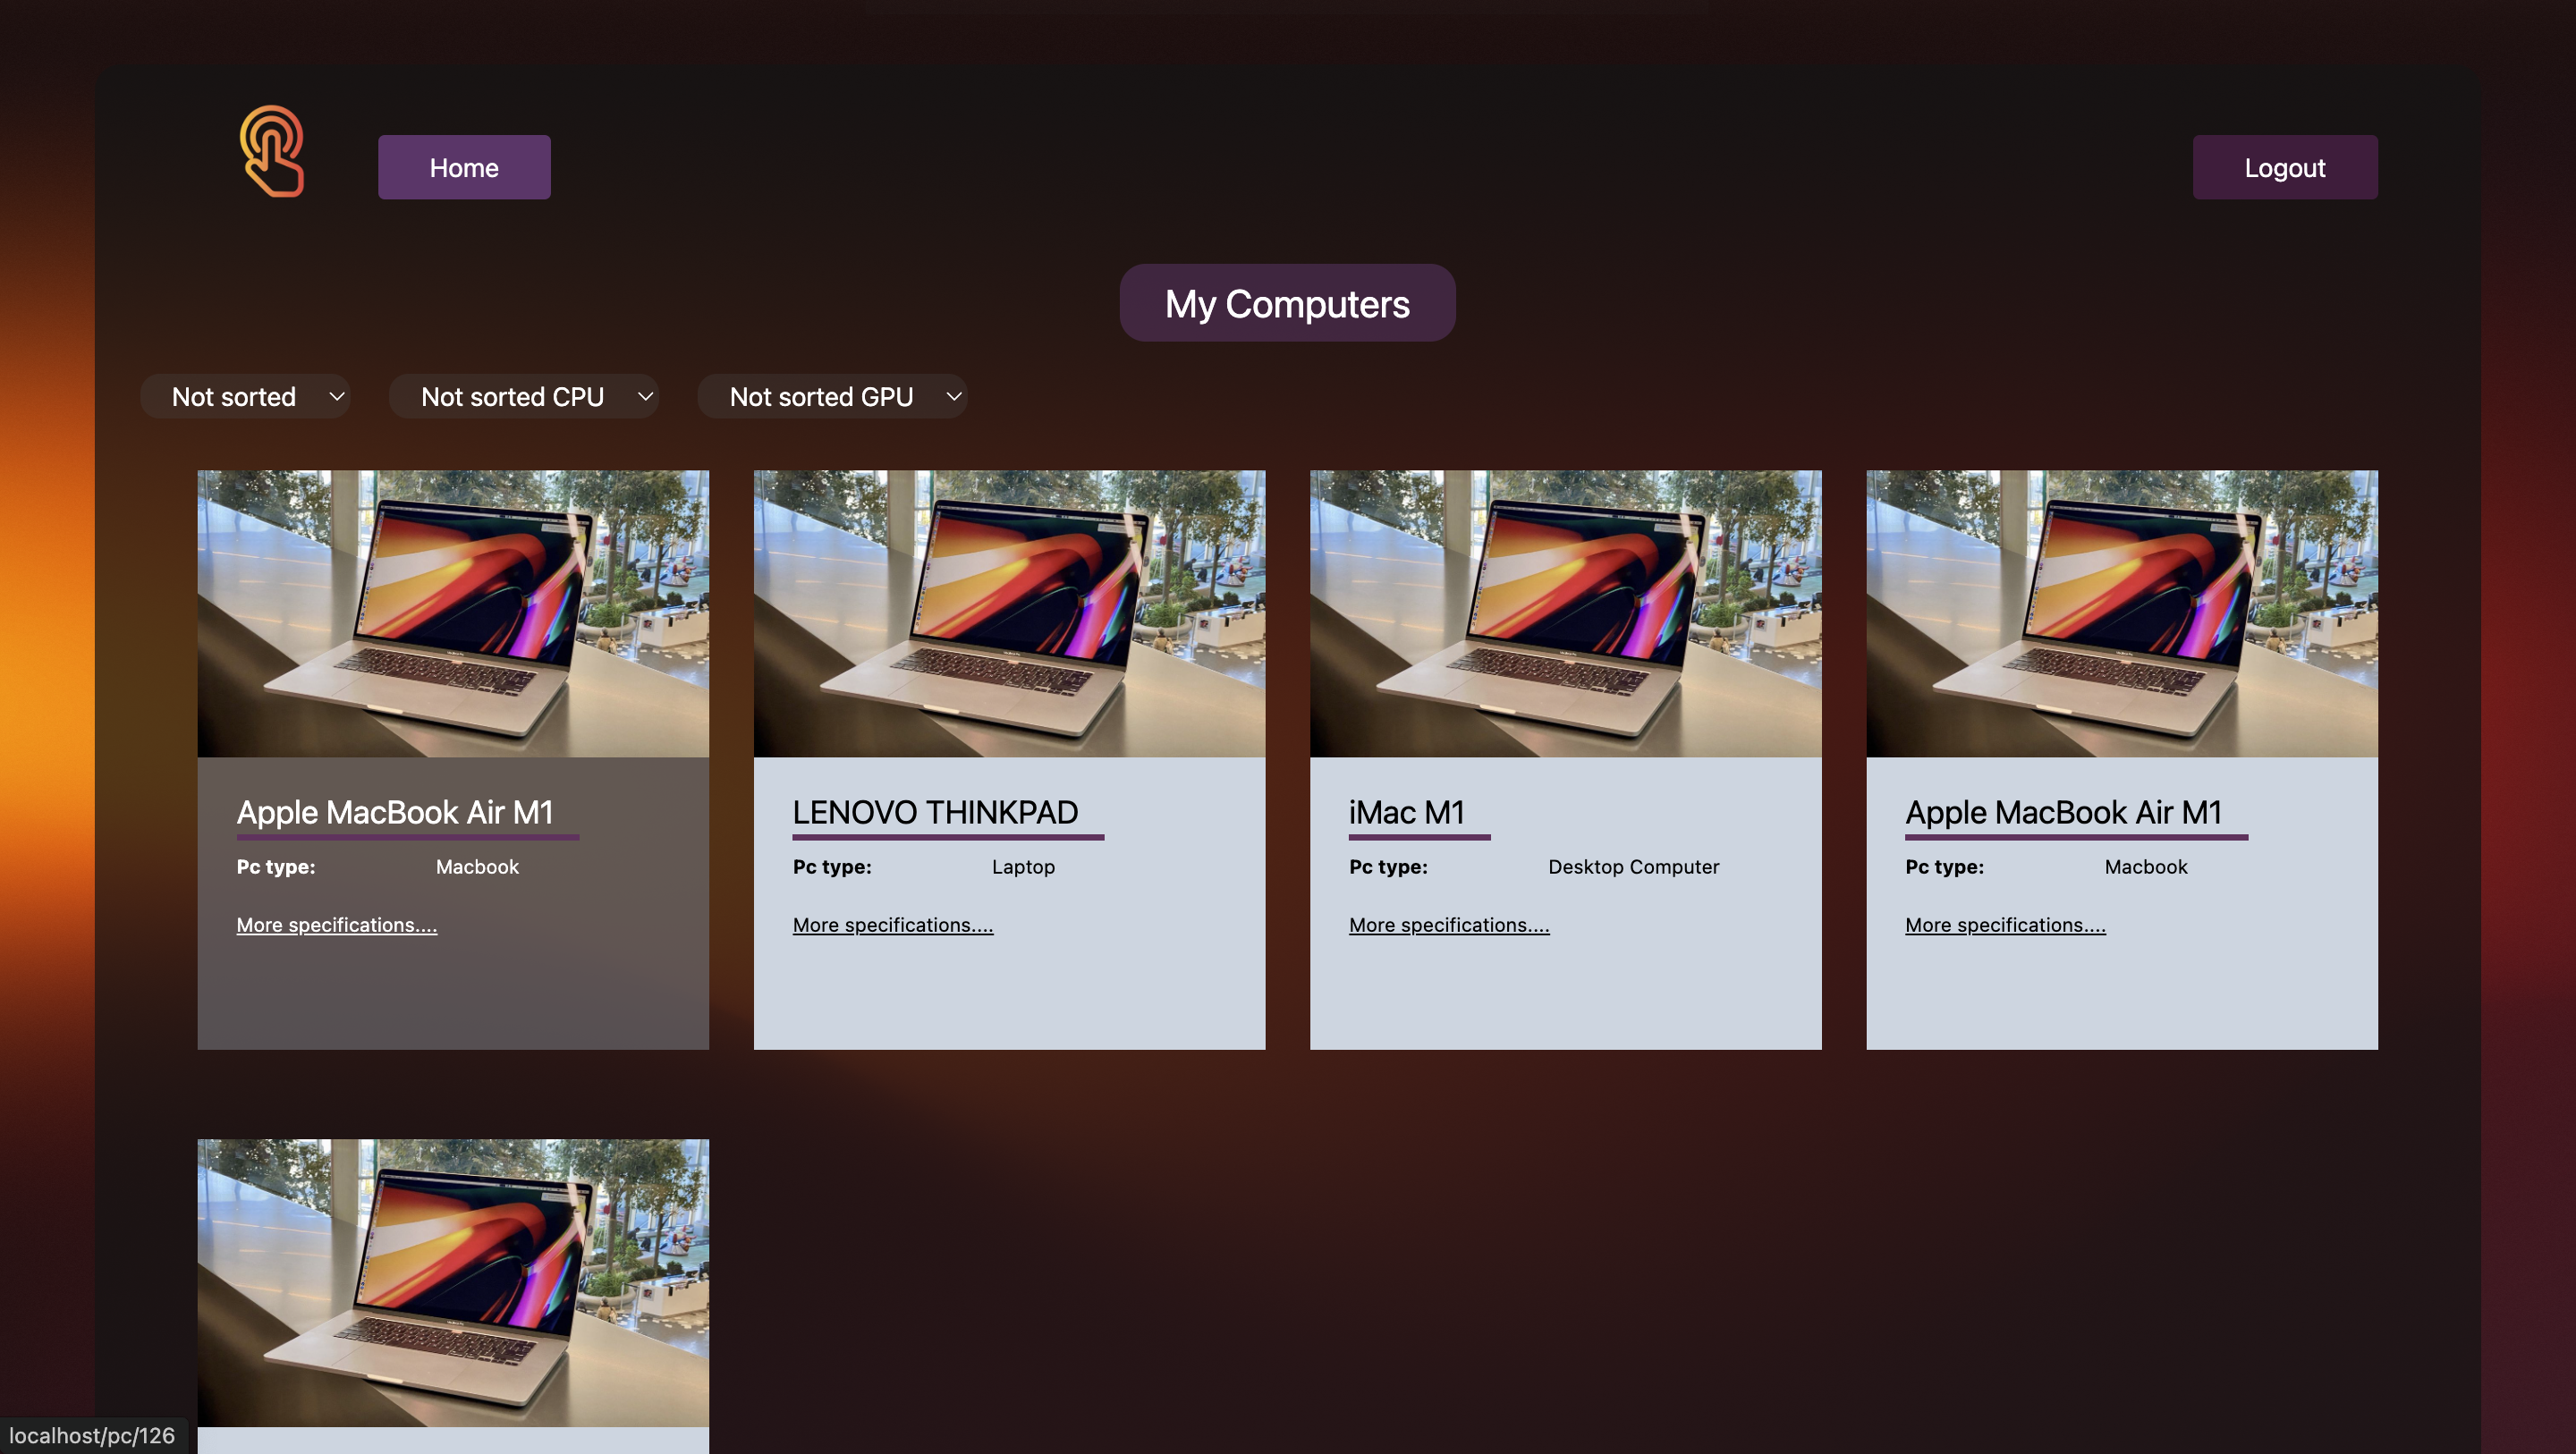 Home
Logout
My Computers
Not sorted
Not sorted CPU
Not sorted GPU
Apple MacBook Air M1
Pc type: Macbook
More specifications....
LENOVO THINKPAD
Pc type: Laptop
More specifications....
iMac M1
Pc type: Desktop Computer
More specifications....
Apple MacBook Air M1
Pc type: Macbook
More specifications....
localhost/pc/126